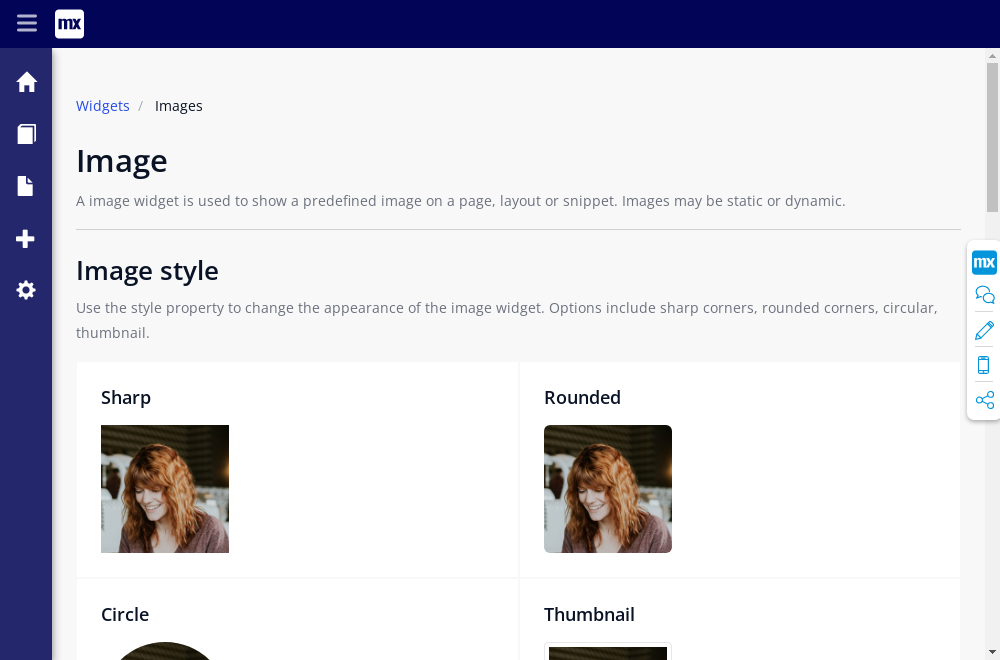 mx
Widgets / Images
Image
A image widget is used to show a predefined image on a page, layout or snippet. Images may be static or dynamic.
Image style
Use the style property to change the appearance of the image widget. Options include sharp corners, rounded corners, circular,
thumbnail.
mx
Sharp
Rounded
Circle
Thumbnail